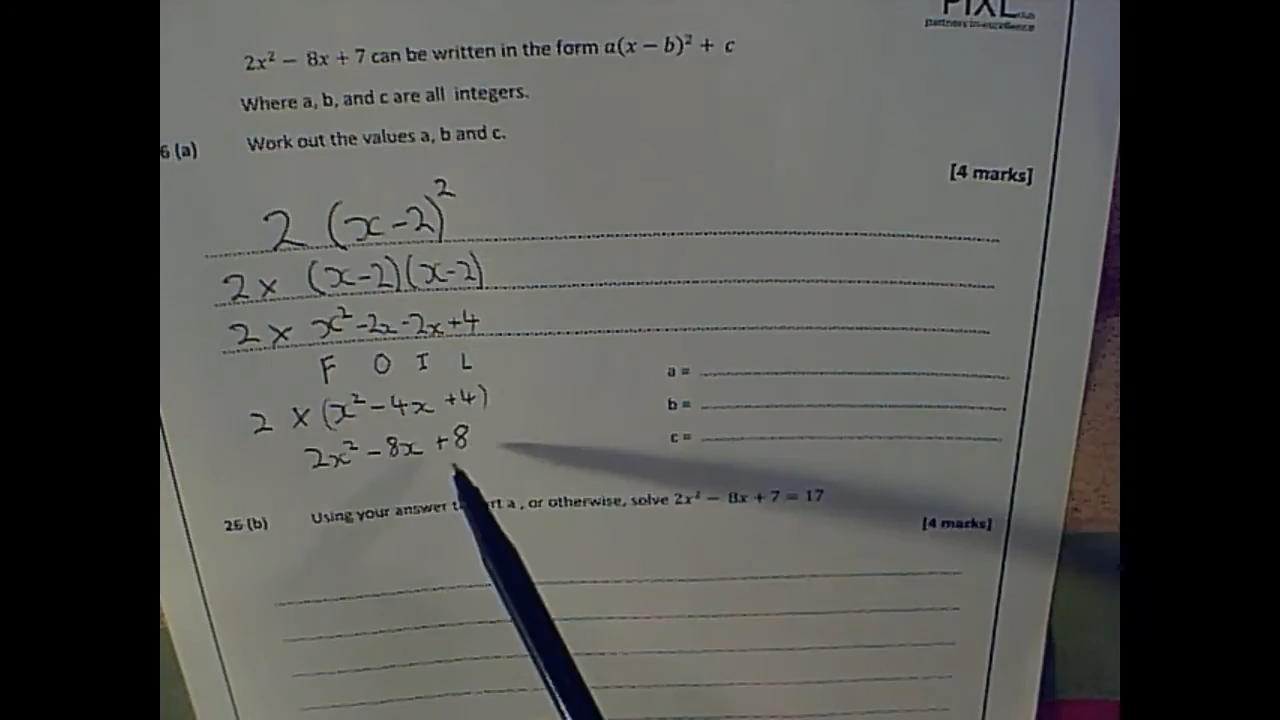 PiXL
partners in excellence
2x² − 8x + 7 can be written in the form a(x − b)² + c
Where a, b, and c are all integers.
6 (a) Work out the values a, b and c.
[4 marks]
2 (x-2)²
2 × (x-2)(x-2)
2 × x²-2x-2x+4
F O I L
2 × (x²-4x+4)
2x²-8x+8
a =
b =
c =
25 (b) Using your answer t rt a , or otherwise, solve 2x² − 8x + 7 = 17
[4 marks]